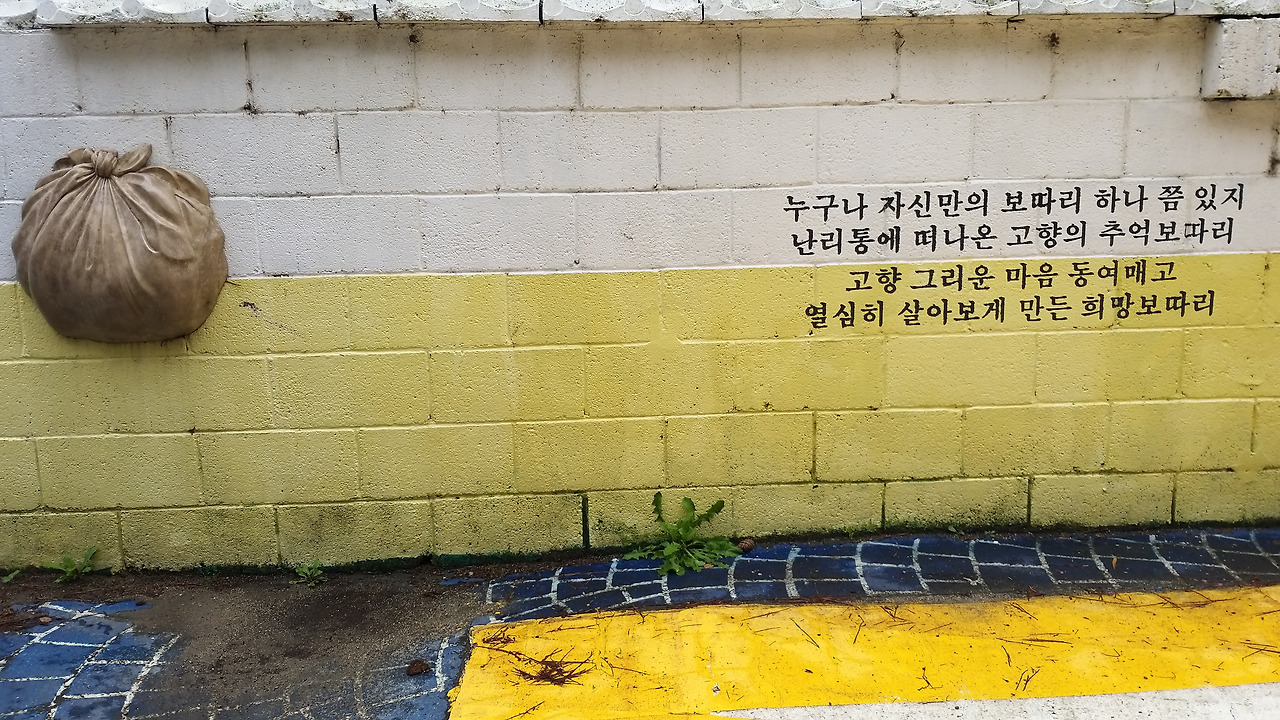 누구나 자신만의 보따리 하나 쯤 있지
난리통에 떠나온 고향의 추억보따리
고향 그리운 마음 동여매고
열심히 살아보게 만든 희망보따리